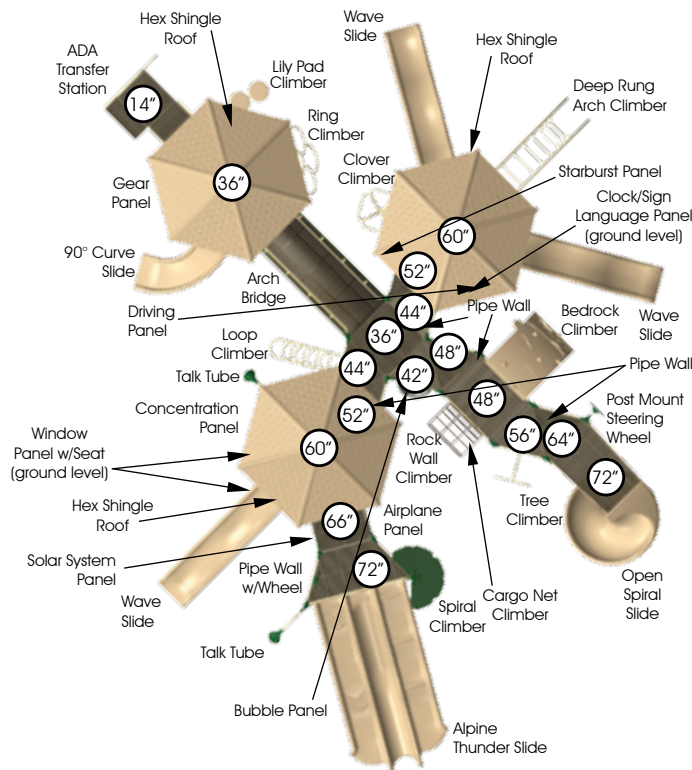 Hex Shingle
Roof
Wave
Slide
ADA
Transfer
Station
Lily Pad
Climber
Hex Shingle
Roof
Deep Rung
Arch Climber
14”
Ring
Climber
Clover
Climber
Starburst Panel
Gear
Panel
36”
Clock/Sign
Language Panel
(ground level)
60”
90° Curve
Slide
52”
Arch
Bridge
Driving
Panel
44”
Pipe Wall
Bedrock
Climber
Wave
Slide
36”
Loop
Climber
48”
Pipe Wall
44”
42”
Talk Tube
48”
Concentration
Panel
52”
Post Mount
Steering
Wheel
56”
64”
Window
Panel w/Seat
(ground level)
60”
Rock
Wall
Climber
72”
Hex Shingle
Roof
Airplane
Panel
66”
Tree
Climber
Solar System
Panel
Pipe Wall
w/Wheel
72”
Wave
Slide
Spiral
Climber
Cargo Net
Climber
Open
Spiral
Slide
Talk Tube
Bubble Panel
Alpine
Thunder Slide